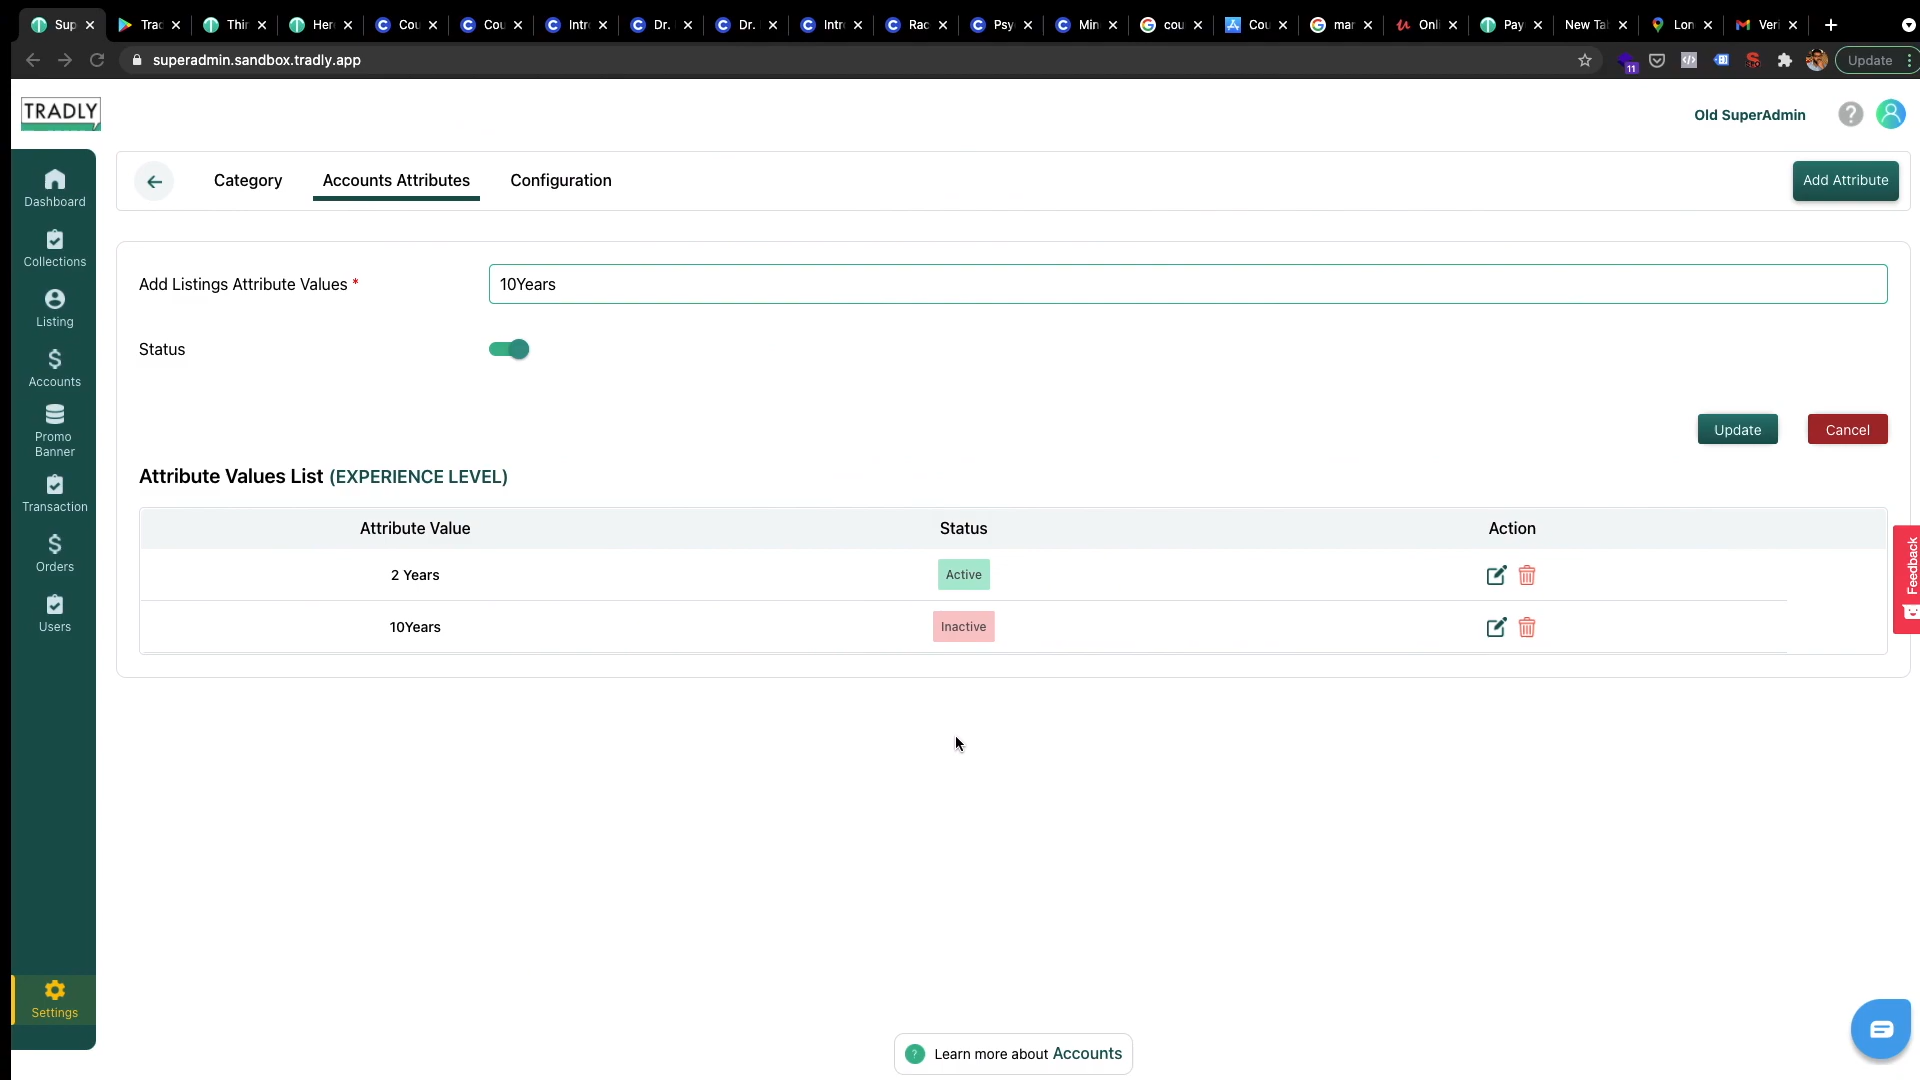 Sup
Trad
Thir
Her
Cou
Cou
Intr
Dr.
Dr.
Intr
Rac
Psy
Min
cou
Cou
mar
Onli
Pay
New Ta
Lon
Veri
superadmin.sandbox.tradly.app
11
Update
TRADLY
Old SuperAdmin
?
Category
Accounts Attributes
Configuration
Add Attribute
Dashboard
Collections
Listing
Accounts
Promo
Banner
Transaction
Orders
Users
Settings
Add Listings Attribute Values *
10Years
Status
Update
Cancel
Attribute Values List (EXPERIENCE LEVEL)
Attribute Value
Status
Action
2 Years
Active
10Years
Inactive
Feedback
? Learn more about Accounts